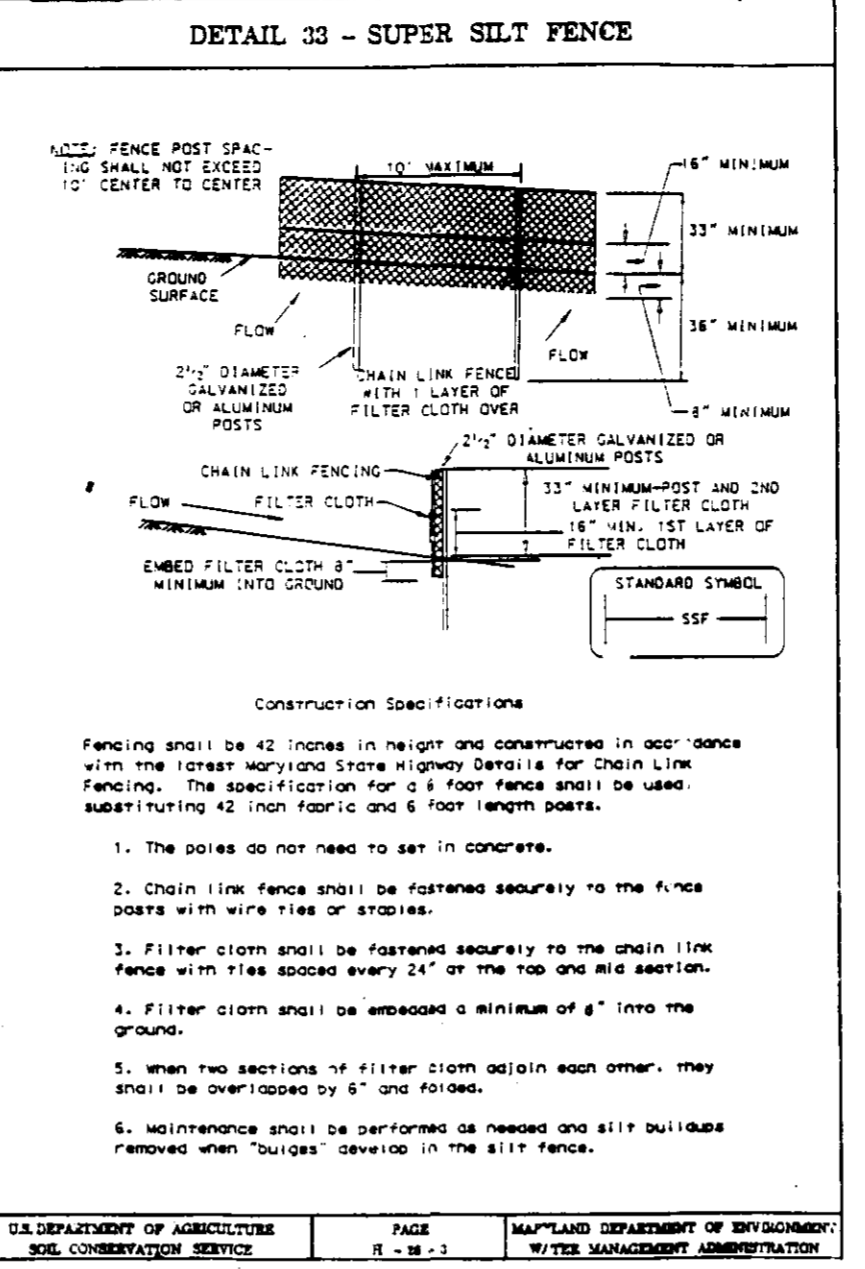 DETAIL 33 - SUPER SILT FENCE
NOTE: FENCE POST SPAC-
ING SHALL NOT EXCEED
10' CENTER TO CENTER
10' MAXIMUM
16" MINIMUM
33" MINIMUM
GROUND
SURFACE
FLOW
FLOW
36" MINIMUM
2 1/2" DIAMETER
GALVANIZED
OR ALUMINUM
POSTS
CHAIN LINK FENCE
WITH 1 LAYER OF
FILTER CLOTH OVER
8" MINIMUM
2 1/2" DIAMETER GALVANIZED OR
ALUMINUM POSTS
CHAIN LINK FENCING
FLOW
FILTER CLOTH
33" MINIMUM-POST AND 2ND
LAYER FILTER CLOTH
16" MIN. 1ST LAYER OF
FILTER CLOTH
EMBED FILTER CLOTH 8"
MINIMUM INTO GROUND
STANDARD SYMBOL
SSF
Construction Specifications
Fencing shall be 42 inches in height and constructed in accordance
with the latest Maryland State Highway Details for Chain Link
Fencing. The specification for a 6 foot fence shall be used,
substituting 42 inch fabric and 6 foot length posts.
1. The poles do not need to set in concrete.
2. Chain link fence shall be fastened securely to the fence
posts with wire ties or staples.
3. Filter cloth shall be fastened securely to the chain link
fence with ties spaced every 24" at the top and mid section.
4. Filter cloth shall be embedded a minimum of 8" into the
ground.
5. When two sections of filter cloth adjoin each other, they
shall be overlapped by 6" and folded.
6. Maintenance shall be performed as needed and silt buildups
removed when "bulges" develop in the silt fence.
U.S. DEPARTMENT OF AGRICULTURE
SOIL CONSERVATION SERVICE
PAGE
MARYLAND DEPARTMENT OF ENVIRONMENT
WATER MANAGEMENT ADMINISTRATION